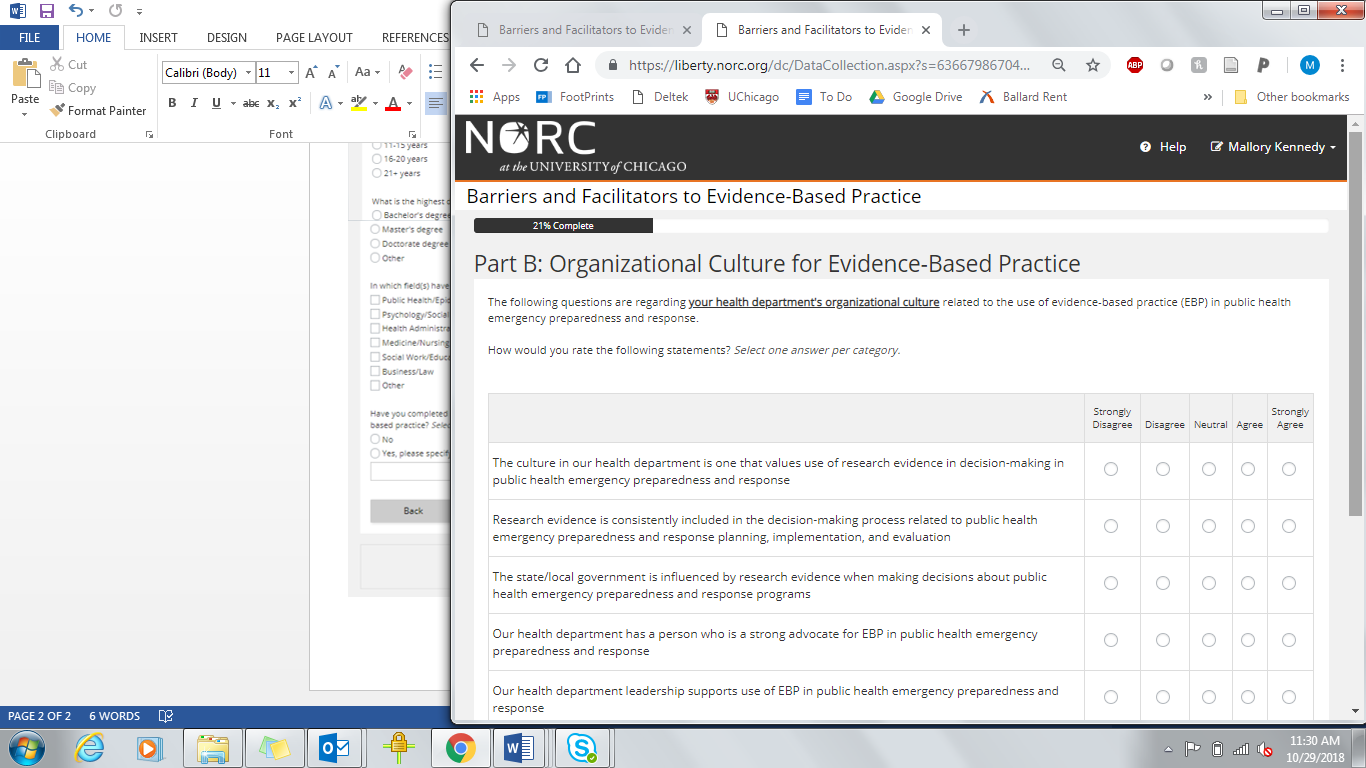 FILE
HOME
INSERT
DESIGN
PAGE LAYOUT
REFERENCES
Paste
Cut
Copy
Format Painter
Clipboard
Calibri (Body)
11
Aa
B I U abc x₂ x²
A ab A
Font
11-15 years
16-20 years
21+ years
What is the highest
Bachelor's degree
Master's degree
Doctorate degree
Other
In which field(s) have
Public Health/Epi
Psychology/Social
Health Administra
Medicine/Nursing
Social Work/Educa
Business/Law
Other
Have you completed
based practice? Selec
No
Yes, please specify
Back
PAGE 2 OF 2
6 WORDS
Barriers and Facilitators to Eviden
Barriers and Facilitators to Eviden
https://liberty.norc.org/dc/DataCollection.aspx?s=63667986704...
ABP
M
Apps
FP FootPrints
Deltek
UChicago
To Do
Google Drive
Ballard Rent
»
Other bookmarks
NORC
at the UNIVERSITY of CHICAGO
Help
Mallory Kennedy
Barriers and Facilitators to Evidence-Based Practice
21% Complete
Part B: Organizational Culture for Evidence-Based Practice
The following questions are regarding your health department's organizational culture related to the use of evidence-based practice (EBP) in public health
emergency preparedness and response.
How would you rate the following statements? Select one answer per category.
Strongly
Disagree
Disagree
Neutral
Agree
Strongly
Agree
The culture in our health department is one that values use of research evidence in decision-making in
public health emergency preparedness and response
Research evidence is consistently included in the decision-making process related to public health
emergency preparedness and response planning, implementation, and evaluation
The state/local government is influenced by research evidence when making decisions about public
health emergency preparedness and response programs
Our health department has a person who is a strong advocate for EBP in public health emergency
preparedness and response
Our health department leadership supports use of EBP in public health emergency preparedness and
response
11:30 AM
10/29/2018